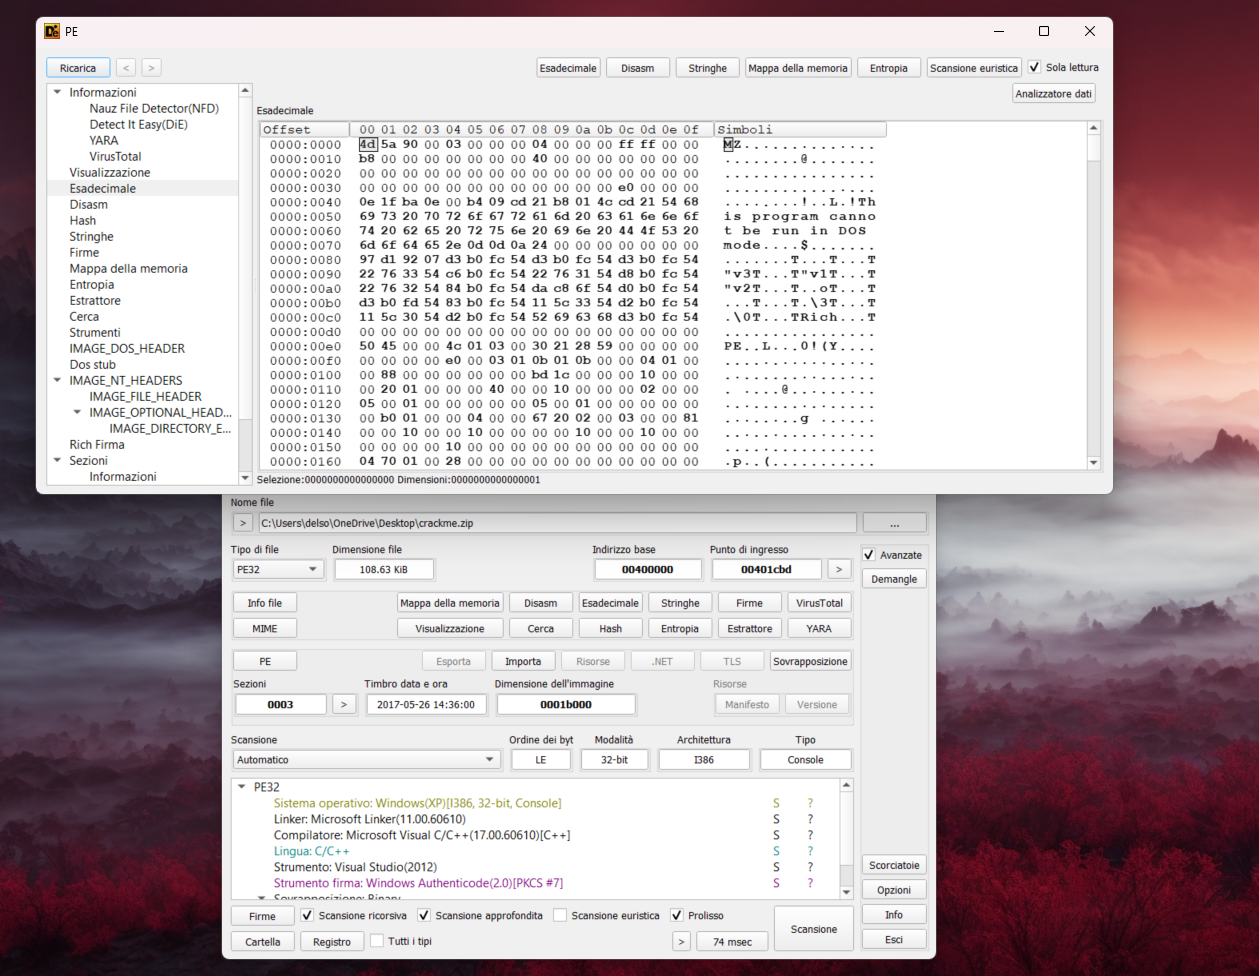 PE
Ricarica < > Esadecimale Disasm Stringhe Mappa della memoria Entropia Scansione euristica Sola lettura
Analizzatore dati
Informazioni
Nauz File Detector(NFD)
Detect It Easy(DiE)
YARA
VirusTotal
Visualizzazione
Esadecimale
Disasm
Hash
Stringhe
Firme
Mappa della memoria
Entropia
Estrattore
Cerca
Strumenti
IMAGE_DOS_HEADER
Dos stub
IMAGE_NT_HEADERS
IMAGE_FILE_HEADER
IMAGE_OPTIONAL_HEAD...
IMAGE_DIRECTORY_E...
Rich Firma
Sezioni
Informazioni
Esadecimale
Offset 00 01 02 03 04 05 06 07 08 09 0a 0b 0c 0d 0e 0f Simboli
0000:0000 4d 5a 90 00 03 00 00 00 04 00 00 00 ff ff 00 00 MZ..............
0000:0010 b8 00 00 00 00 00 00 00 40 00 00 00 00 00 00 00 ........@.......
0000:0020 00 00 00 00 00 00 00 00 00 00 00 00 00 00 00 00 ................
0000:0030 00 00 00 00 00 00 00 00 00 00 00 00 e0 00 00 00 ................
0000:0040 0e 1f ba 0e 00 b4 09 cd 21 b8 01 4c cd 21 54 68 ........!..L.!Th
0000:0050 69 73 20 70 72 6f 67 72 61 6d 20 63 61 6e 6e 6f is program canno
0000:0060 74 20 62 65 20 72 75 6e 20 69 6e 20 44 4f 53 20 t be run in DOS
0000:0070 6d 6f 64 65 2e 0d 0d 0a 24 00 00 00 00 00 00 00 mode....$.......
0000:0080 97 d1 92 07 d3 b0 fc 54 d3 b0 fc 54 d3 b0 fc 54 .......T...T...T
0000:0090 22 76 33 54 c6 b0 fc 54 22 76 31 54 d8 b0 fc 54 "v3T...T"v1T...T
0000:00a0 22 76 32 54 84 b0 fc 54 da c8 6f 54 d0 b0 fc 54 "v2T...T..oT...T
0000:00b0 d3 b0 fd 54 83 b0 fc 54 11 5c 33 54 d2 b0 fc 54 ...T...T.\3T...T
0000:00c0 11 5c 30 54 d2 b0 fc 54 52 69 63 68 d3 b0 fc 54 .\0T...TRich...T
0000:00d0 00 00 00 00 00 00 00 00 00 00 00 00 00 00 00 00 ................
0000:00e0 50 45 00 00 4c 01 03 00 30 21 28 59 00 00 00 00 PE..L...0!(Y....
0000:00f0 00 00 00 00 e0 00 03 01 0b 01 0b 00 00 04 01 00 ................
0000:0100 00 88 00 00 00 00 00 00 bd 1c 00 00 00 10 00 00 ................
0000:0110 00 20 01 00 00 00 40 00 00 10 00 00 00 02 00 00 . ....@.........
0000:0120 05 00 01 00 00 00 00 00 05 00 01 00 00 00 00 00 ................
0000:0130 00 b0 01 00 00 04 00 00 67 20 02 00 03 00 00 81 ........g ......
0000:0140 00 00 10 00 00 10 00 00 00 00 10 00 00 10 00 00 ................
0000:0150 00 00 00 00 10 00 00 00 00 00 00 00 00 00 00 00 ................
0000:0160 04 70 01 00 28 00 00 00 00 00 00 00 00 00 00 00 .p..(...........
Selezione:0000000000000000 Dimensioni:0000000000000001
Nome file
> C:\Users\delso\OneDrive\Desktop\crackme.zip ...
Tipo di file Dimensione file Indirizzo base Punto di ingresso
Avanzate
PE32 108.63 KiB 00400000 00401cbd >
Demangle
Info file Mappa della memoria Disasm Esadecimale Stringhe Firme VirusTotal
MIME Visualizzazione Cerca Hash Entropia Estrattore YARA
PE Esporta Importa Risorse .NET TLS Sovrapposizione
Sezioni Timbro data e ora Dimensione dell'immagine Risorse
0003 > 2017-05-26 14:36:00 0001b000 Manifesto Versione
Scansione Ordine dei byt Modalità Architettura Tipo
Automatico LE 32-bit I386 Console
PE32
Sistema operativo: Windows(XP)[I386, 32-bit, Console] S ?
Linker: Microsoft Linker(11.00.60610) S ?
Compilatore: Microsoft Visual C/C++(17.00.60610)[C++] S ?
Lingua: C/C++ S ?
Strumento: Visual Studio(2012) S ?
Strumento firma: Windows Authenticode(2.0)[PKCS #7] S ?
Sovrapposizione: Binary
Scorciatoie
Opzioni
Info
Esci
Firme Scansione ricorsiva Scansione approfondita Scansione euristica Prolisso Scansione
Cartella Registro Tutti i tipi > 74 msec